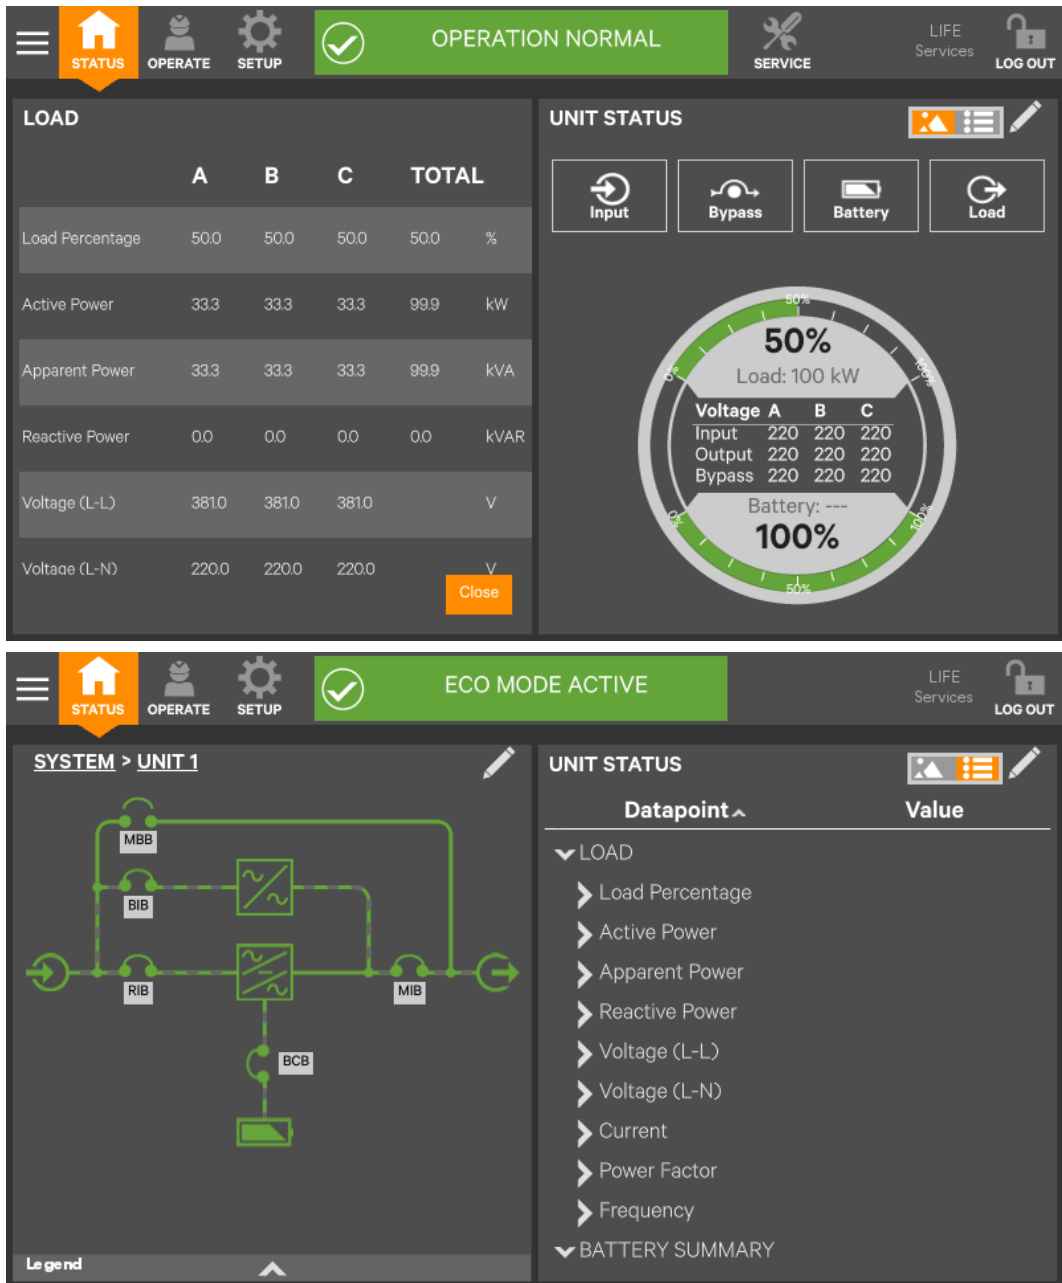 STATUS OPERATE SETUP OPERATION NORMAL SERVICE LIFE Services LOG OUT
LOAD
A B C TOTAL
Load Percentage 50.0 50.0 50.0 50.0 %
Active Power 33.3 33.3 33.3 99.9 kW
Apparent Power 33.3 33.3 33.3 99.9 kVA
Reactive Power 0.0 0.0 0.0 0.0 kVAR
Voltage (L-L) 381.0 381.0 381.0 V
Voltage (L-N) 220.0 220.0 220.0 V
Close
UNIT STATUS
Input Bypass Battery Load
0% 50% 100%
50%
Load: 100 kW
Voltage A B C
Input 220 220 220
Output 220 220 220
Bypass 220 220 220
Battery: ---
100%
0% 50% 100%
STATUS OPERATE SETUP ECO MODE ACTIVE LIFE Services LOG OUT
SYSTEM > UNIT 1
MBB
BIB
RIB
MIB
BCB
Legend
UNIT STATUS
Datapoint Value
LOAD
Load Percentage
Active Power
Apparent Power
Reactive Power
Voltage (L-L)
Voltage (L-N)
Current
Power Factor
Frequency
BATTERY SUMMARY